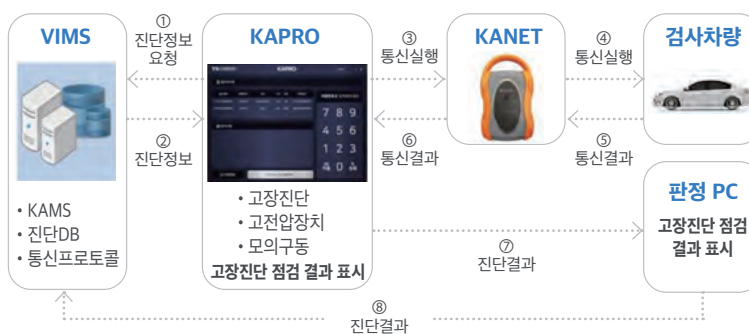 VIMS
• KAMS
• 진단DB
• 통신프로토콜
①
진단정보
요청
②
진단정보
KAPRO
KAPRO
7 8 9
4 5 6
1 2 3
0
• 고장진단
• 고전압장치
• 모의구동
고장진단 점검 결과 표시
③
통신실행
⑥
통신결과
KANET
④
통신실행
⑤
통신결과
검사차량
⑦
진단결과
판정 PC
고장진단 점검
결과 표시
⑧
진단결과